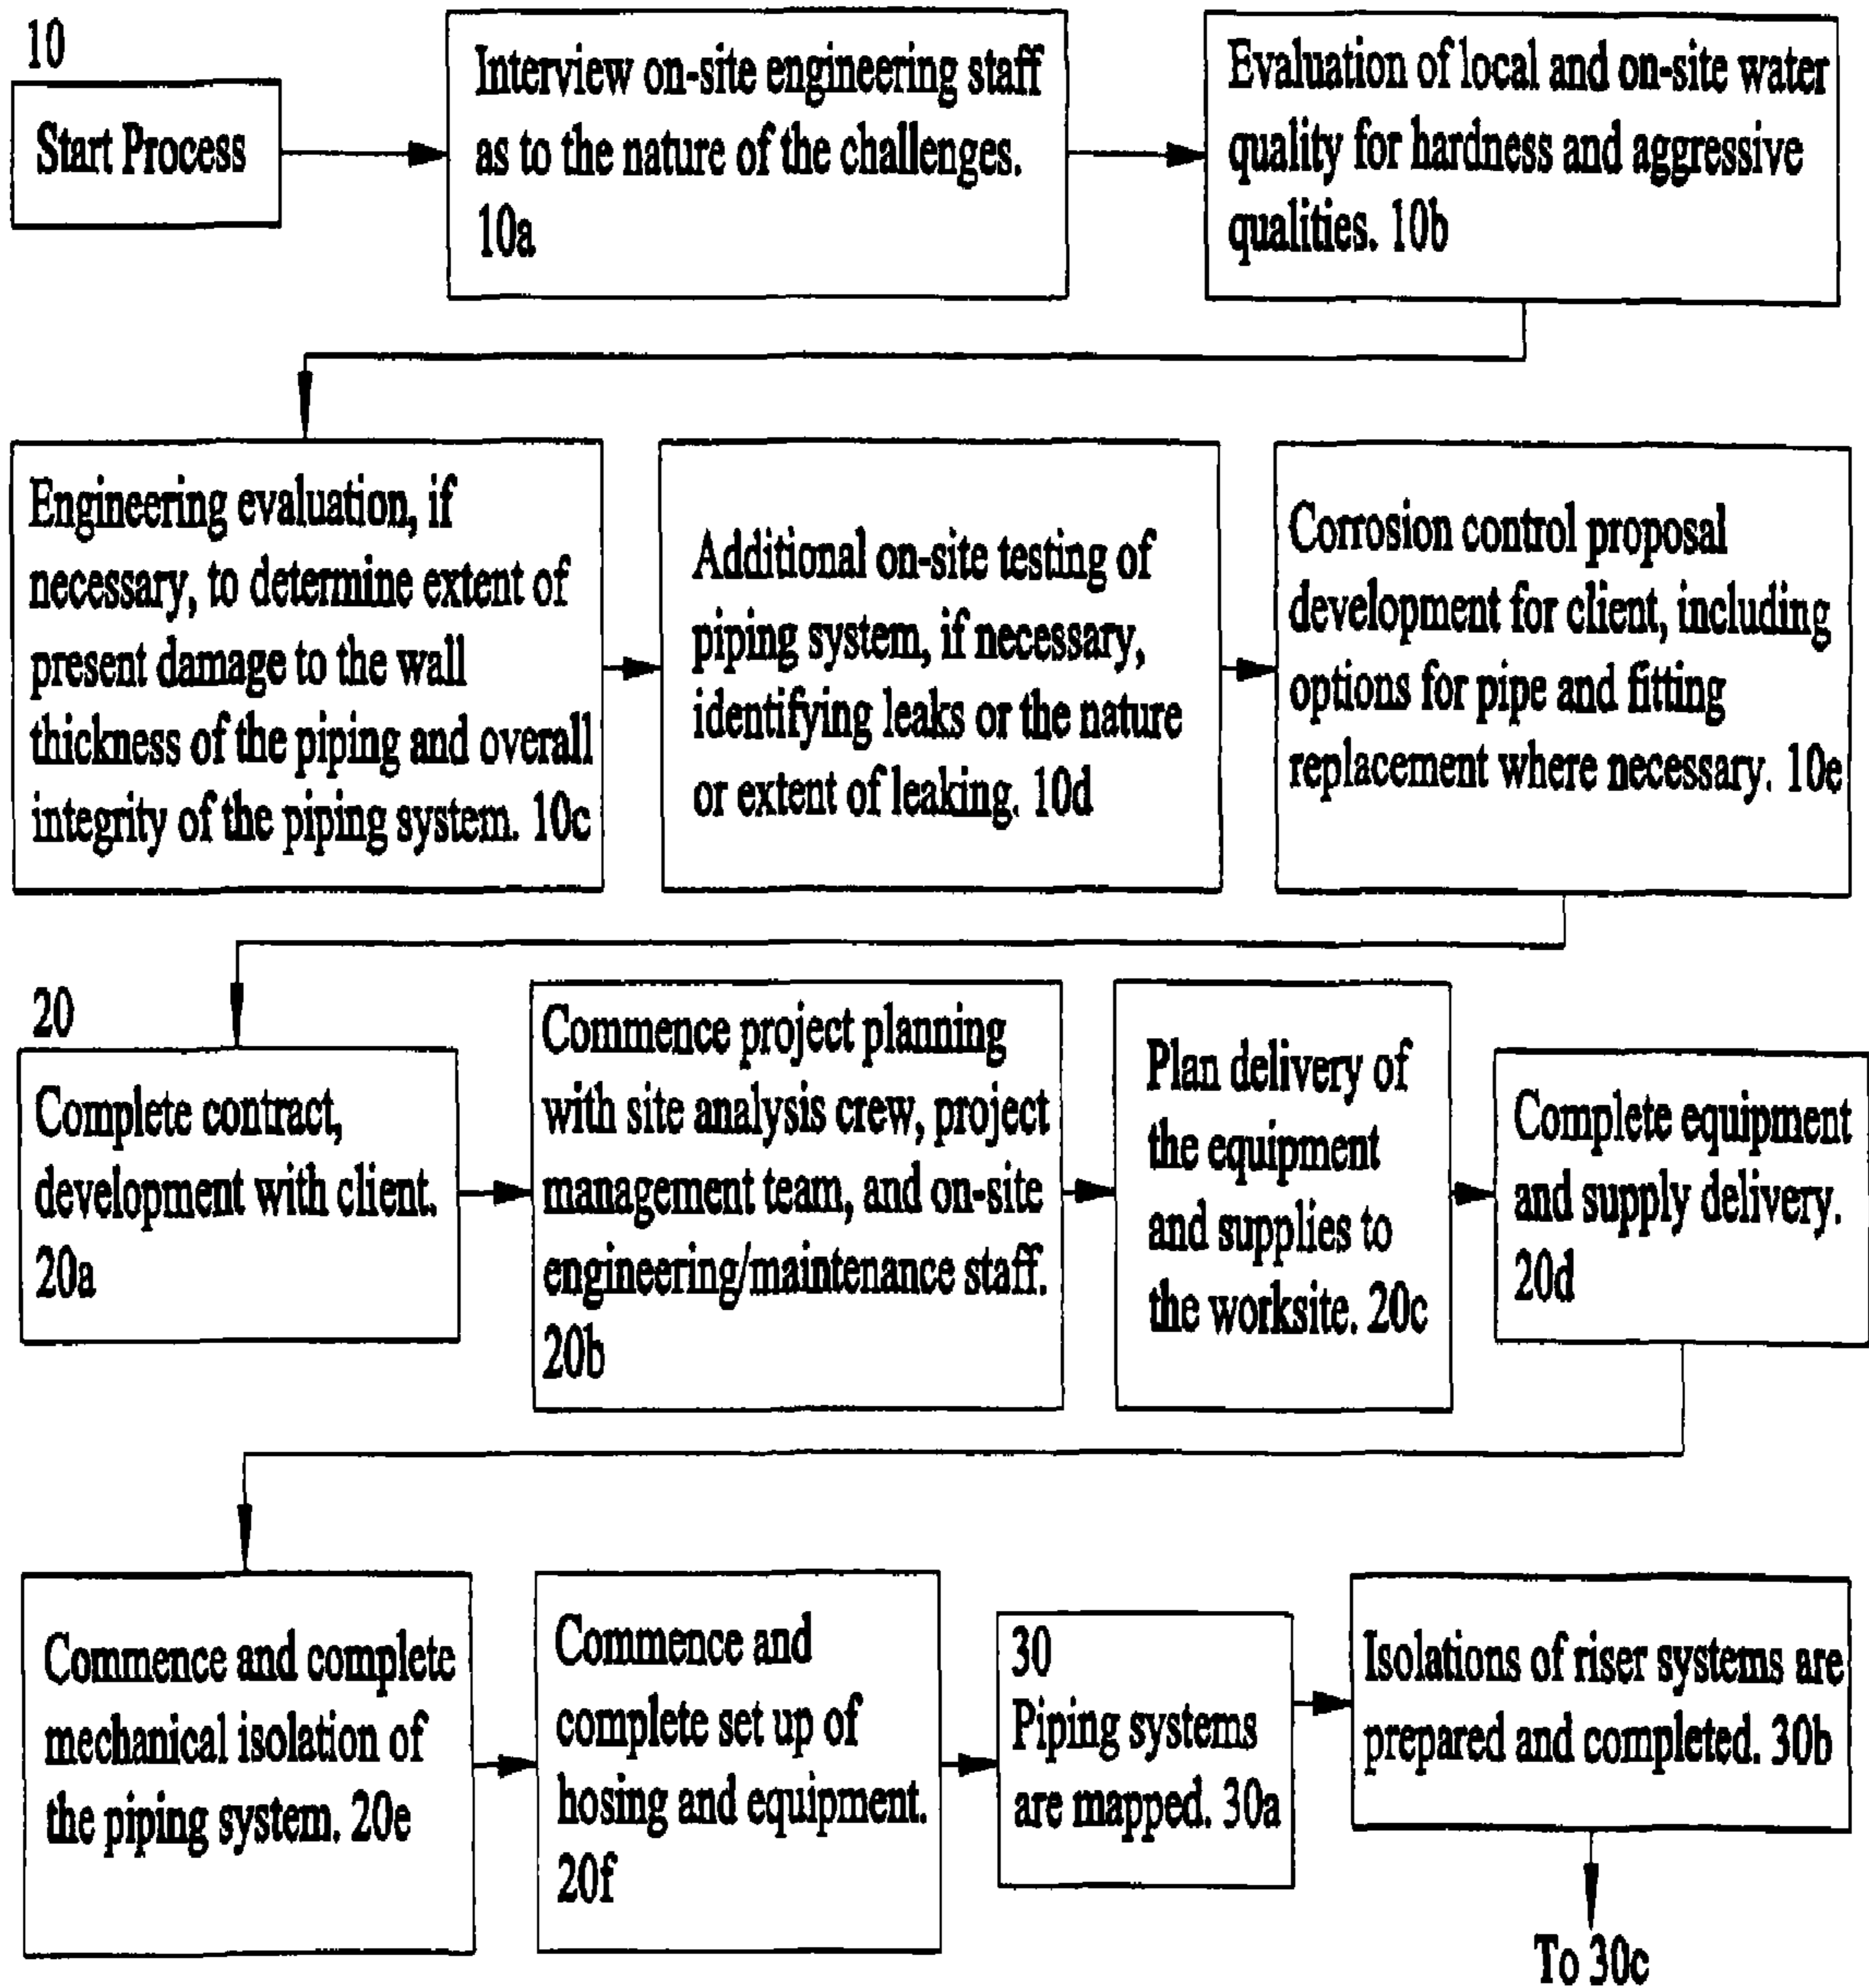 10
Start Process
Interview on-site engineering staff
as to the nature of the challenges.
10a
Evaluation of local and on-site water
quality for hardness and aggressive
qualities. 10b
Engineering evaluation, if
necessary, to determine extent of
present damage to the wall
thickness of the piping and overall
integrity of the piping system. 10c
Additional on-site testing of
piping system, if necessary,
identifying leaks or the nature
or extent of leaking. 10d
Corrosion control proposal
development for client, including
options for pipe and fitting
replacement where necessary. 10e
20
Complete contract,
development with client.
20a
Commence project planning
with site analysis crew, project
management team, and on-site
engineering/maintenance staff.
20b
Plan delivery of
the equipment
and supplies to
the worksite. 20c
Complete equipment
and supply delivery.
20d
Commence and complete
mechanical isolation of
the piping system. 20e
Commence and
complete set up of
hosing and equipment.
20f
30
Piping systems
are mapped. 30a
Isolations of riser systems are
prepared and completed. 30b
To 30c